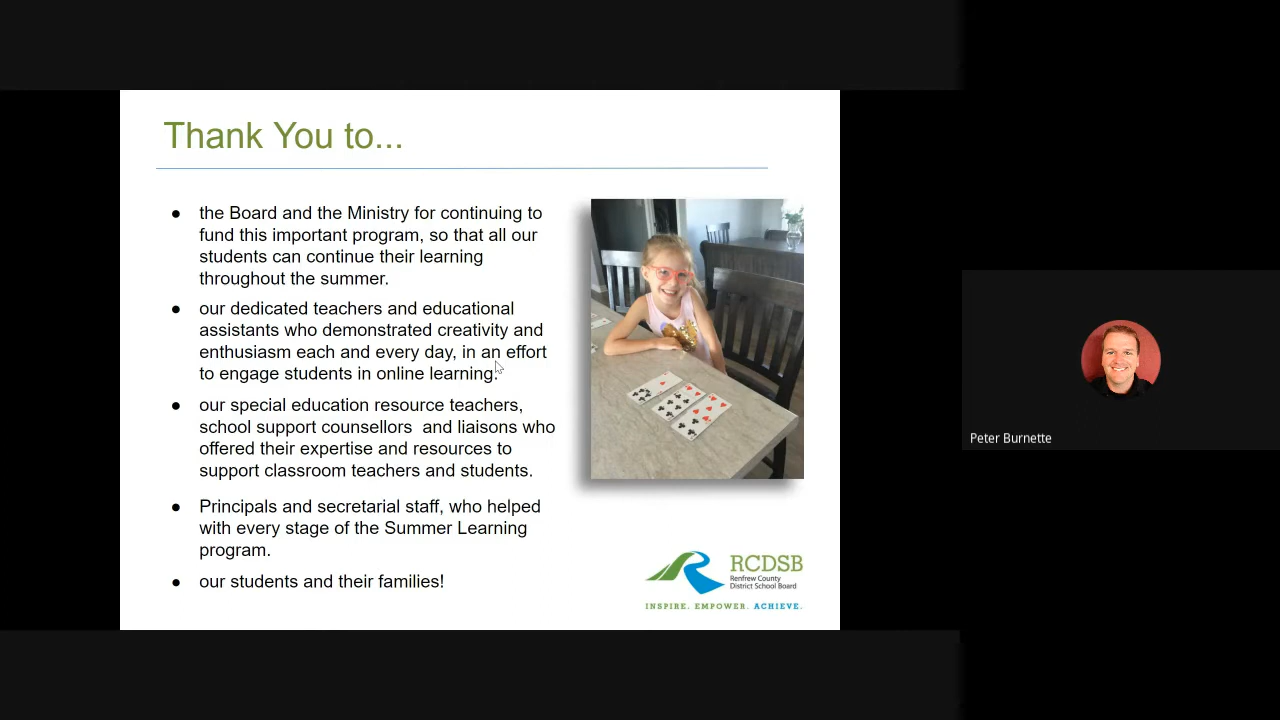 Thank You to...
● the Board and the Ministry for continuing to
fund this important program, so that all our
students can continue their learning
throughout the summer.
● our dedicated teachers and educational
assistants who demonstrated creativity and
enthusiasm each and every day, in an effort
to engage students in online learning.
● our special education resource teachers,
school support counsellors  and liaisons who
offered their expertise and resources to
support classroom teachers and students.
● Principals and secretarial staff, who helped
with every stage of the Summer Learning
program.
● our students and their families!
RCDSB
Renfrew County
District School Board
INSPIRE. EMPOWER. ACHIEVE.
Peter Burnette